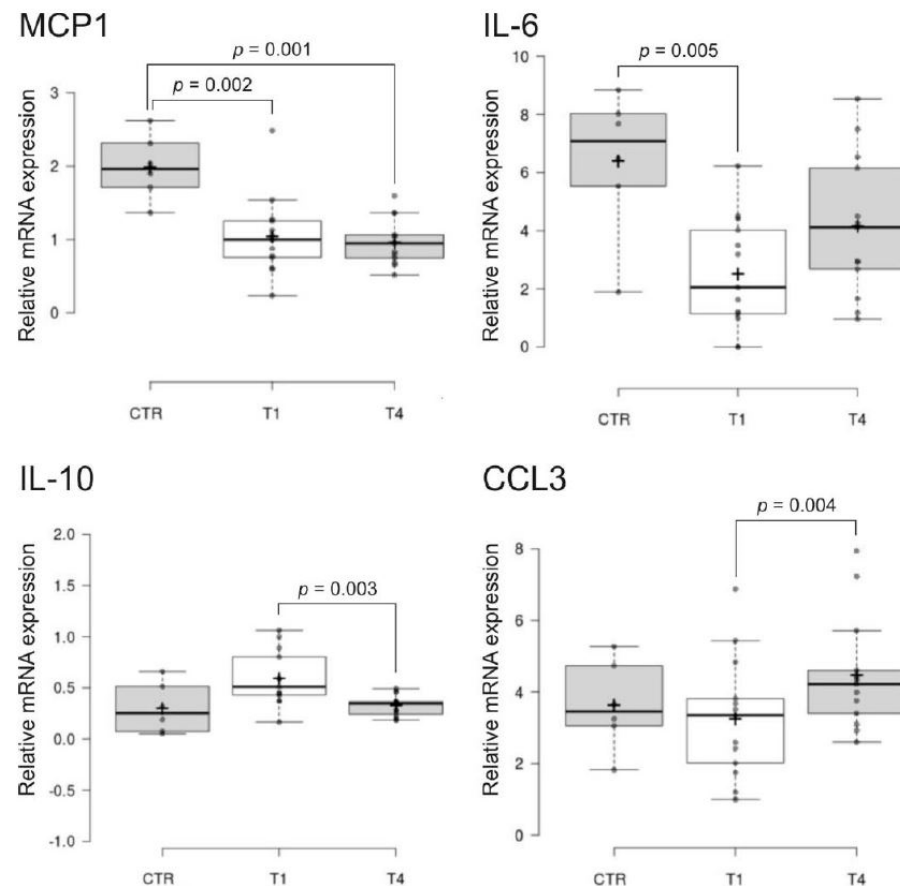 MCP1
p = 0.001
p = 0.002
Relative mRNA expression
3
2
1
0
CTR T1 T4
IL-6
p = 0.005
Relative mRNA expression
10
8
6
4
2
0
CTR T1 T4
IL-10
p = 0.003
Relative mRNA expression
2.0
1.5
1.0
0.5
0.0
-0.5
-1.0
CTR T1 T4
CCL3
p = 0.004
Relative mRNA expression
8
6
4
2
0
CTR T1 T4